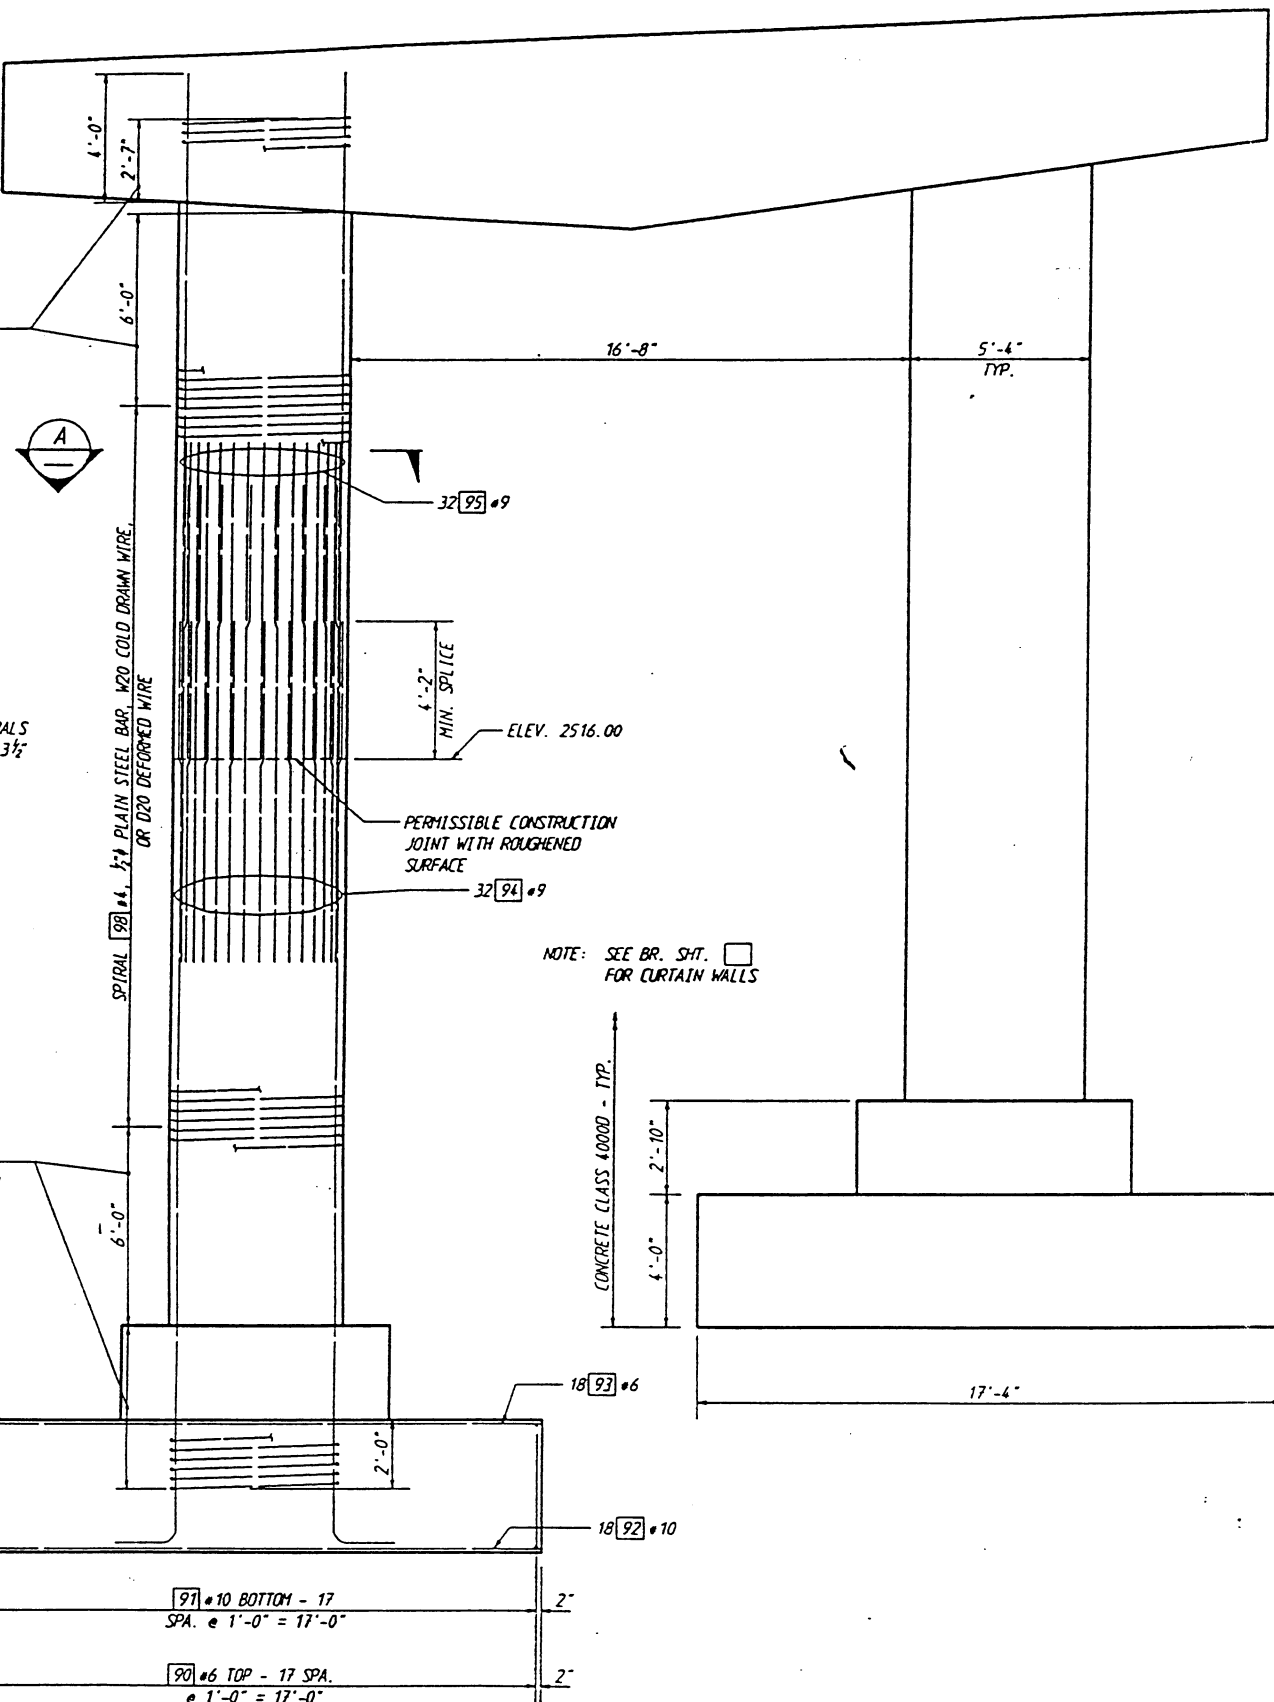 4'-0"
2'-7"
6'-0"
16'-8"
5'-4"
TYP.
A
32 95 #9
SPIRAL 98 #4, ½"ø PLAIN STEEL BAR, W20 COLD DRAWN WIRE,
OR D20 DEFORMED WIRE
4'-2"
MIN. SPLICE
ELEV. 2516.00
3½"
PERMISSIBLE CONSTRUCTION
JOINT WITH ROUGHENED
SURFACE
32 94 #9
NOTE: SEE BR. SHT.
FOR CURTAIN WALLS
CONCRETE CLASS 4000D - TYP.
2'-10"
4'-0"
6'-0"
17'-4"
18 93 #6
2'-0"
18 92 #10
91 #10 BOTTOM - 17
SPA. @ 1'-0" = 17'-0"
2"
90 #6 TOP - 17 SPA.
@ 1'-0" = 17'-0"
2"